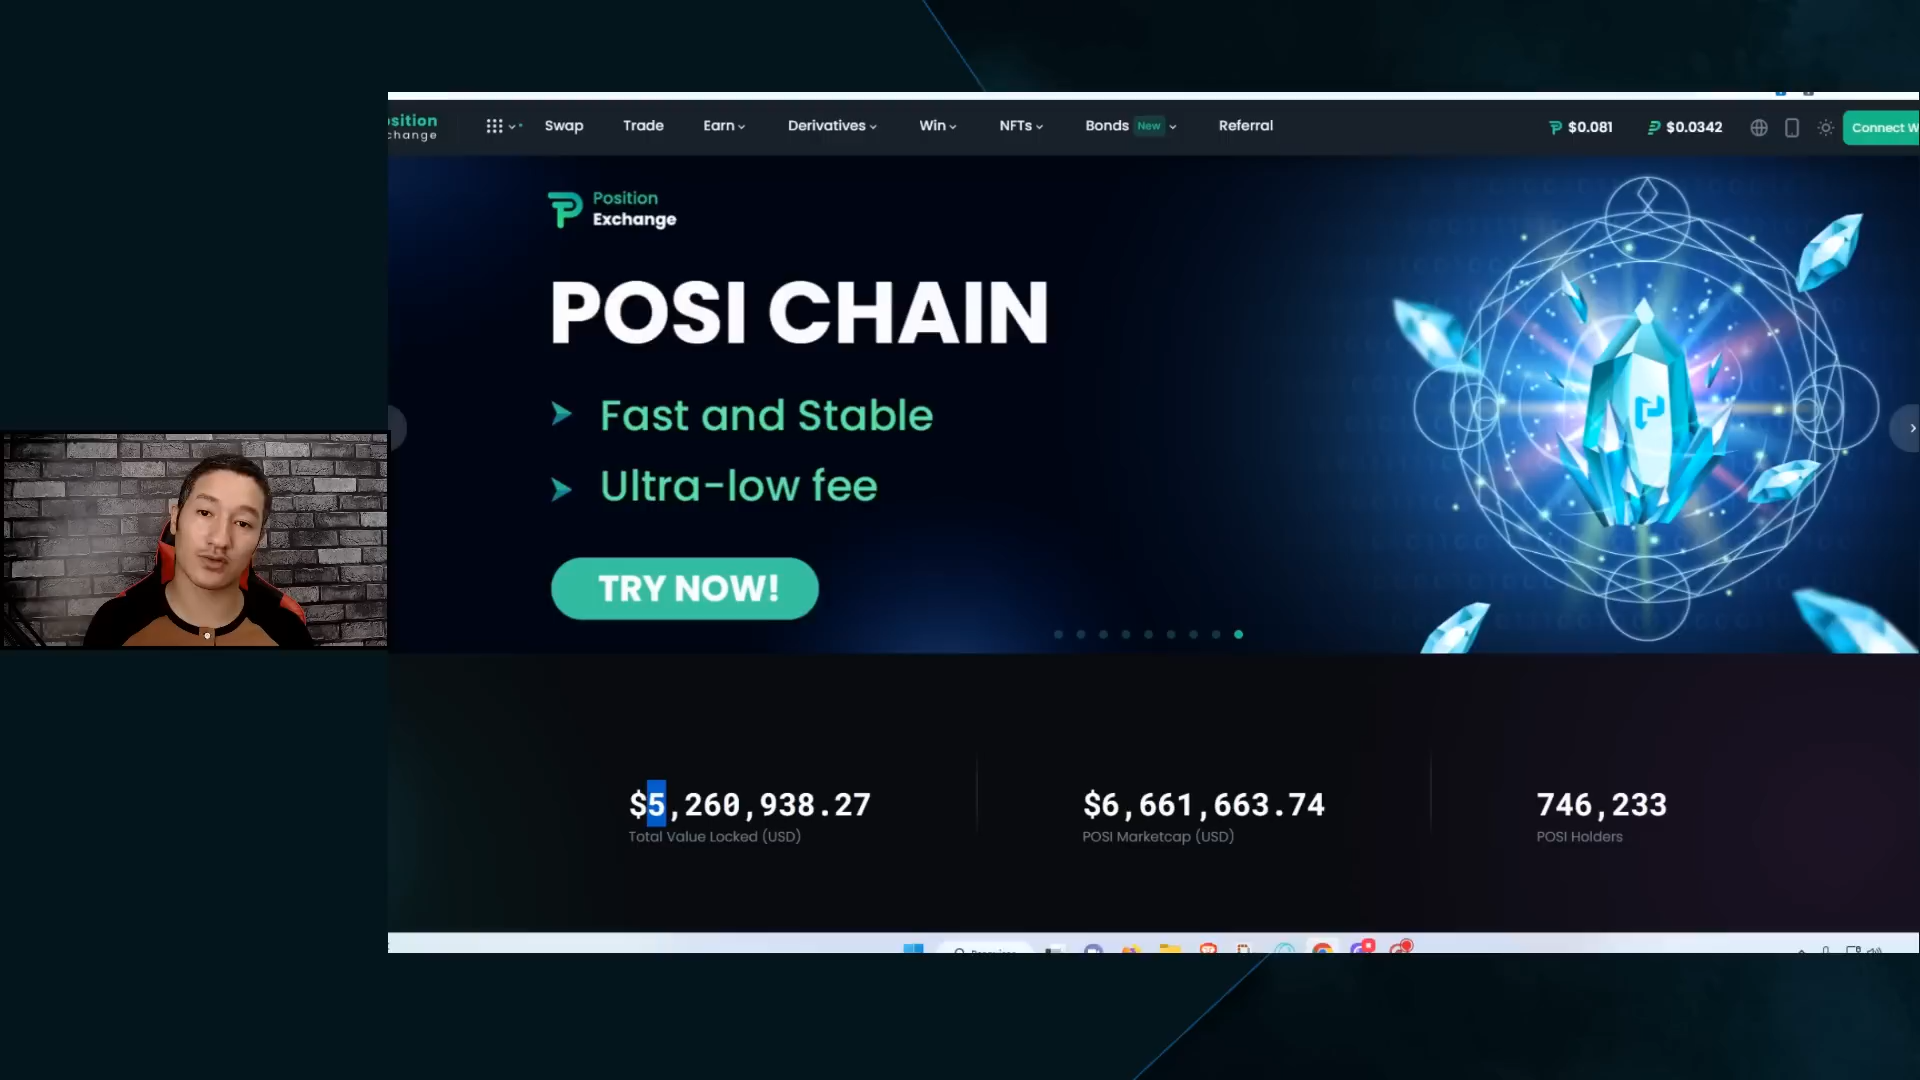 sition
change
Swap
Trade
Earn
Derivatives
Win
NFTs
Bonds
New
Referral
$0.081
$0.0342
Connect W
Position
Exchange
POSI CHAIN
Fast and Stable
Ultra-low fee
TRY NOW!
$5,260,938.27
Total Value Locked (USD)
$6,661,663.74
POSI Marketcap (USD)
746,233
POSI Holders